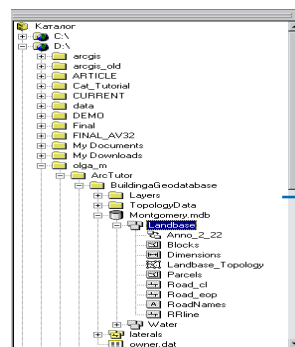 Каталог
C:\
D:\
arcgis
arcgis_old
ARTICLE
Cat_Tutorial
CURRENT
data
DEMO
Final
FINAL_AV32
My Documents
My Downloads
olga_m
ArcTutor
BuildingaGeodatabase
Layers
TopologyData
Montgomery.mdb
Landbase
Anno_2_22
Blocks
Dimensions
Landbase_Topology
Parcels
Road_cl
Road_eop
RoadNames
RRline
Water
laterals
owner.dat